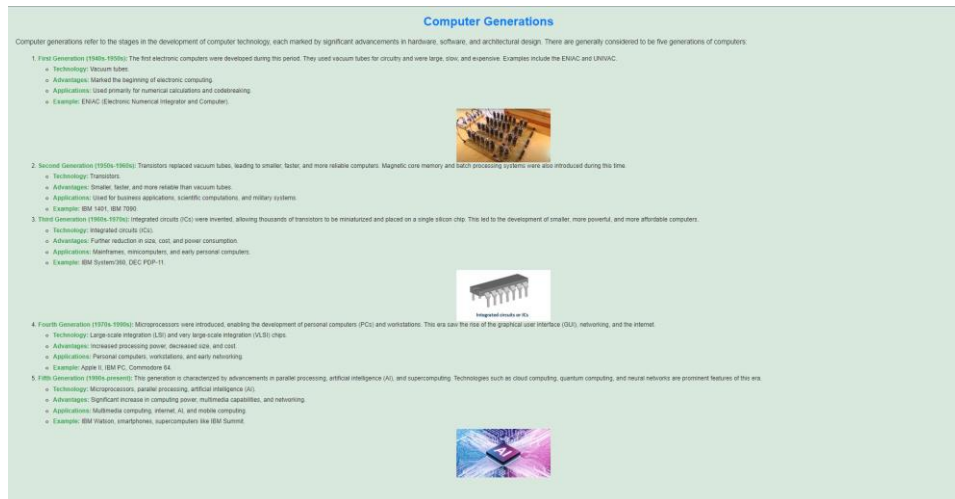 Computer Generations
Computer generations refer to the stages in the development of computer technology, each marked by significant advancements in hardware, software, and architectural design. There are generally considered to be five generations of computers:
1. First Generation (1940s-1950s): The first electronic computers were developed during this period. They used vacuum tubes for circuitry and were large, slow, and expensive. Examples include the ENIAC and UNIVAC.
Technology: Vacuum tubes.
Advantages: Marked the beginning of electronic computing.
Applications: Used primarily for numerical calculations and codebreaking.
Example: ENIAC (Electronic Numerical Integrator and Computer).
2. Second Generation (1950s-1960s): Transistors replaced vacuum tubes, leading to smaller, faster, and more reliable computers. Magnetic core memory and batch processing systems were also introduced during this time.
Technology: Transistors.
Advantages: Smaller, faster, and more reliable than vacuum tubes.
Applications: Used for business applications, scientific computations, and military systems.
Example: IBM 1401, IBM 7090.
3. Third Generation (1960s-1970s): Integrated circuits (ICs) were invented, allowing thousands of transistors to be miniaturized and placed on a single silicon chip. This led to the development of smaller, more powerful, and more affordable computers.
Technology: Integrated circuits (ICs).
Advantages: Further reduction in size, cost, and power consumption.
Applications: Mainframes, minicomputers, and early personal computers.
Example: IBM System/360, DEC PDP-11.
Integrated circuits or ICs
4. Fourth Generation (1970s-1990s): Microprocessors were introduced, enabling the development of personal computers (PCs) and workstations. This era saw the rise of the graphical user interface (GUI), networking, and the internet.
Technology: Large-scale integration (LSI) and very large-scale integration (VLSI) chips.
Advantages: Increased processing power, decreased size, and cost.
Applications: Personal computers, workstations, and early networking.
Example: Apple II, IBM PC, Commodore 64.
5. Fifth Generation (1990s-present): This generation is characterized by advancements in parallel processing, artificial intelligence (AI), and supercomputing. Technologies such as cloud computing, quantum computing, and neural networks are prominent features of this era.
Technology: Microprocessors, parallel processing, artificial intelligence (AI).
Advantages: Significant increase in computing power, multimedia capabilities, and networking.
Applications: Multimedia computing, internet, AI, and mobile computing.
Example: IBM Watson, smartphones, supercomputers like IBM Summit.
AI